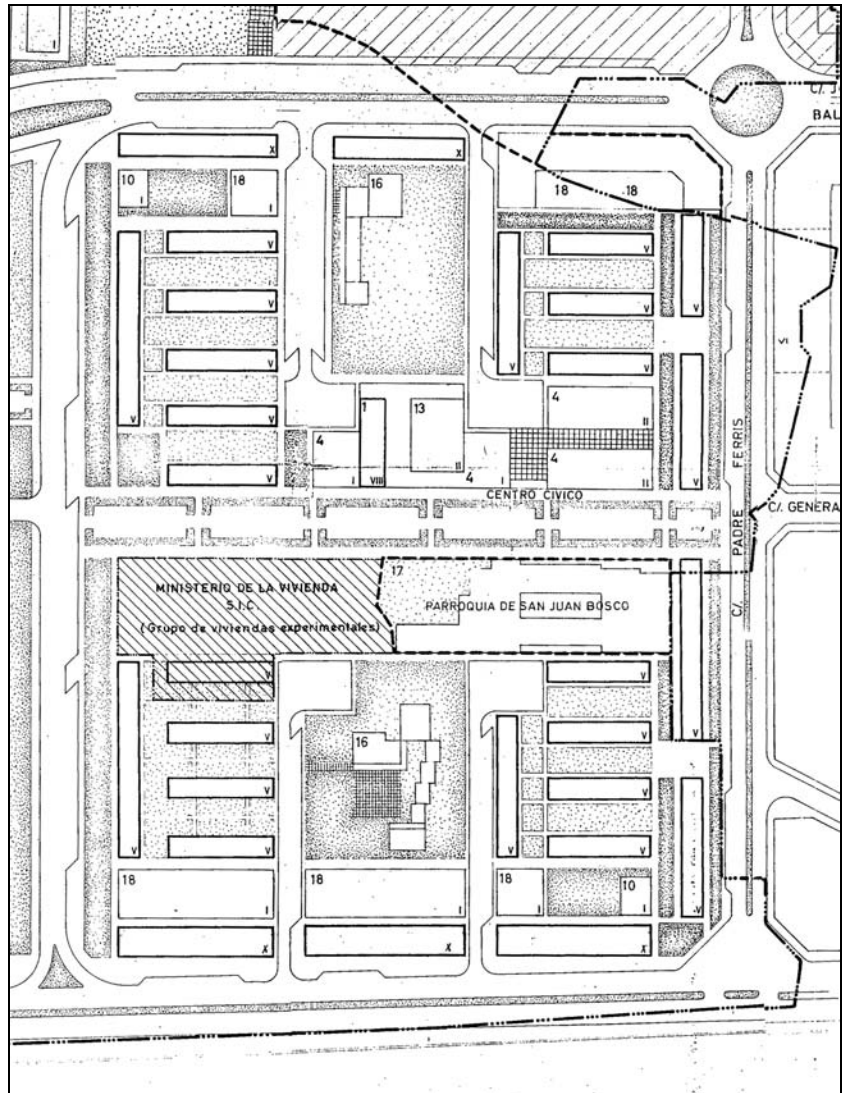 I
C/. J
BAL
X
X
10
I
18
I
16
18
18
V
V
V
V
V
V
V
V
V
V
V
V
V
VI
4
I
1
VIII
13
II
4
I
4
II
4
II
CENTRO CIVICO
C/. PADRE FERRIS
C/. GENERA
MINISTERIO DE LA VIVIENDA
S.I.C.
(Grupo de viviendas experimentales)
17
PARROQUIA DE SAN JUAN BOSCO
V
V
V
V
V
V
16
V
V
V
V
V
V
V
18
I
18
I
18
I
10
I
X
X
X